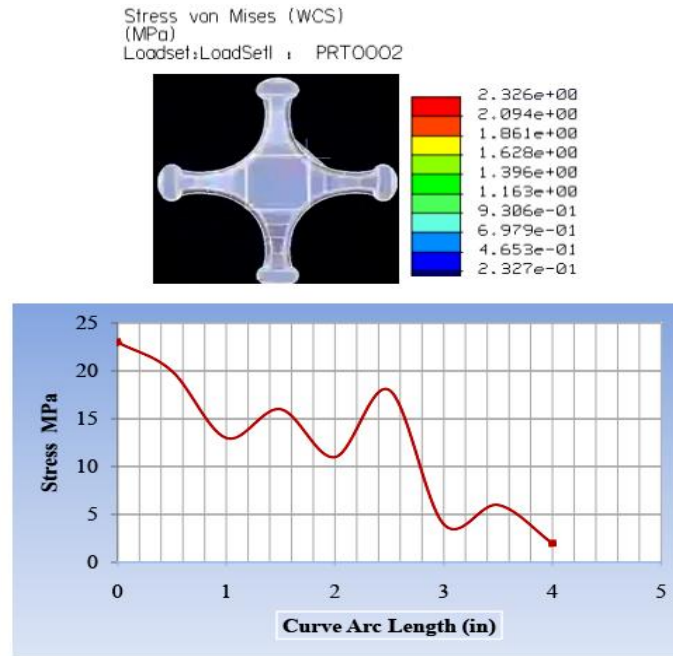 Stress von Mises (WCS)
(MPa)
Loadset:LoadSetl : PRTOOO2
2.326e+00
2.094e+00
1.861e+00
1.628e+00
1.396e+00
1.163e+00
9.306e-01
6.979e-01
4.653e-01
2.327e-01
25
20
15
10
5
0
Stress MPa
0 1 2 3 4 5
Curve Arc Length (in)